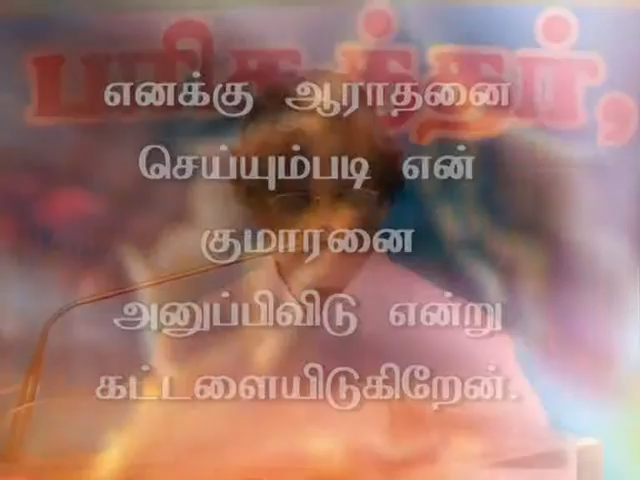 எனக்கு ஆராதனை
செய்யும்படி என்
குமாரனை
அனுப்பிவிடு என்று
கட்டளையிடுகிறேன்.